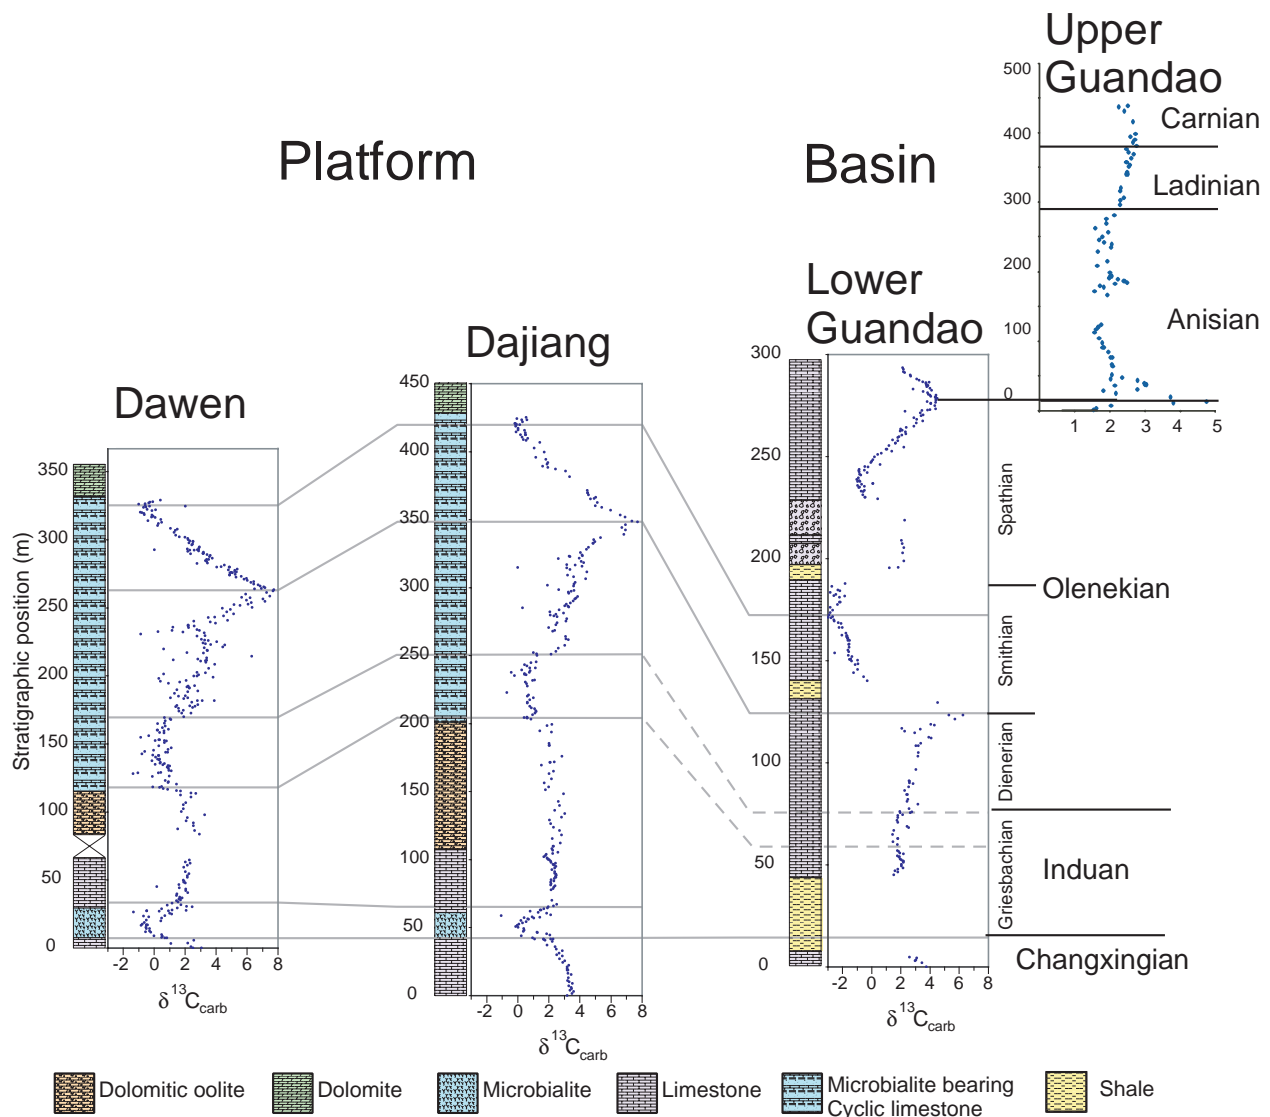 Upper
Guandao
500
Carnian
400
Ladinian
300
200
Anisian
100
0
1 2 3 4 5
Platform
Basin
Lower
Guandao
300
250
200
150
100
50
0
-2 0 2 4 6 8
δ13Ccarb
Spathian
Olenekian
Smithian
Dienerian
Griesbachian
Induan
Changxingian
Dajiang
450
400
350
300
250
200
150
100
50
0
-2 0 2 4 6 8
δ13Ccarb
Dawen
Stratigraphic position (m)
350
300
250
200
150
100
50
0
-2 0 2 4 6 8
δ13Ccarb
Dolomitic oolite
Dolomite
Microbialite
Limestone
Microbialite bearing
Cyclic limestone
Shale